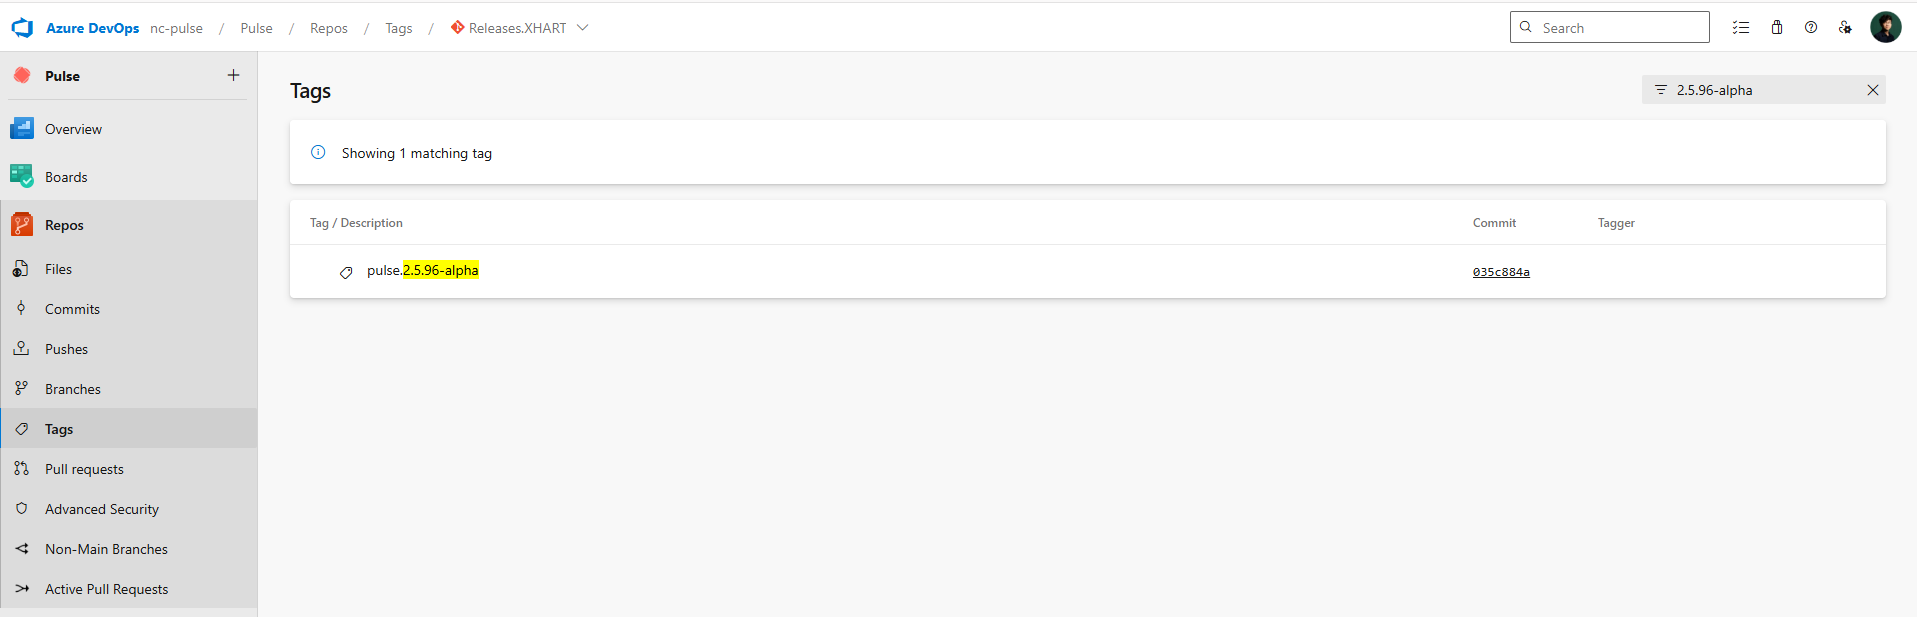 Azure DevOps nc-pulse / Pulse / Repos / Tags / Releases.XHART
Search
Pulse
Overview
Boards
Repos
Files
Commits
Pushes
Branches
Tags
Pull requests
Advanced Security
Non-Main Branches
Active Pull Requests
Tags
2.5.96-alpha
Showing 1 matching tag
Tag / Description Commit Tagger
pulse.2.5.96-alpha 035c884a